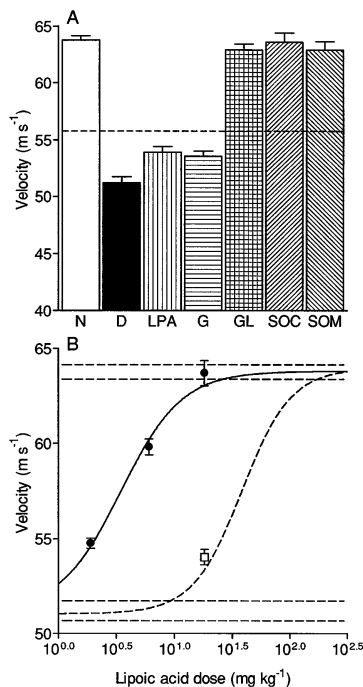 A
65
60
55
50
45
40
Velocity (m s⁻¹)
N D LPA G GL SOC SOM
B
65
60
55
50
Velocity (m s⁻¹)
10⁰·⁰ 10⁰·⁵ 10¹·⁰ 10¹·⁵ 10²·⁰ 10²·⁵
Lipoic acid dose (mg kg⁻¹)